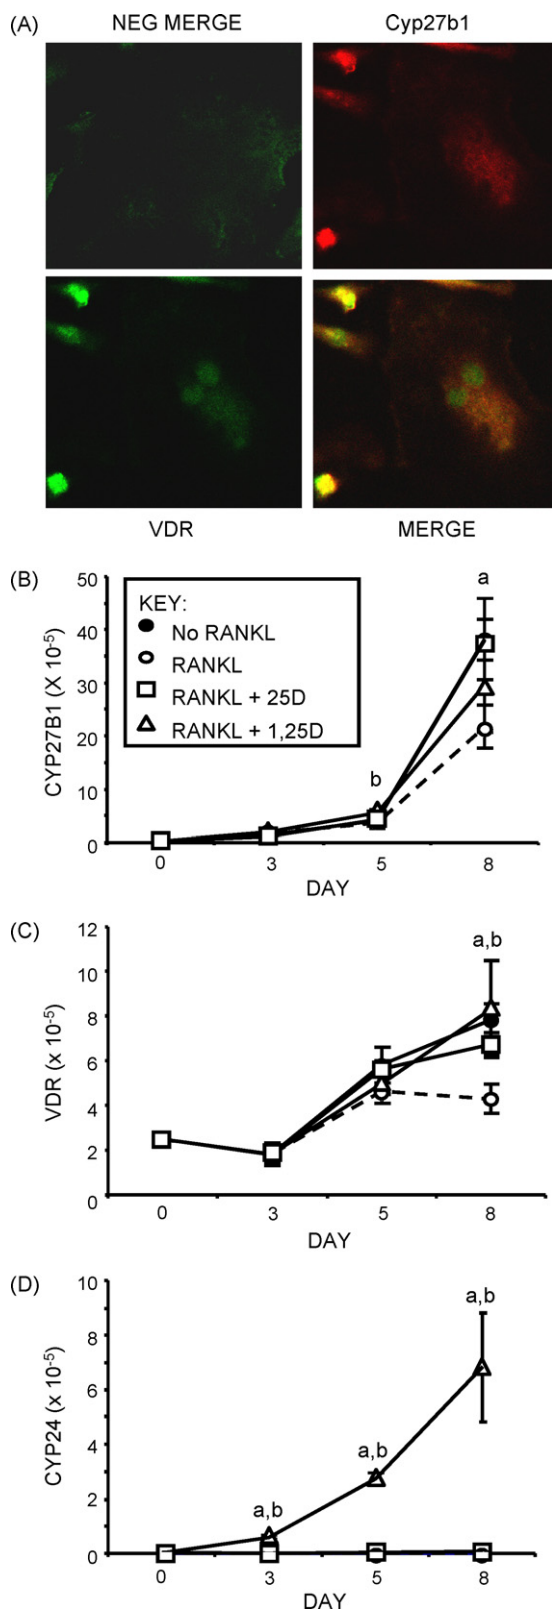 (A)
NEG MERGE
Cyp27b1
VDR
MERGE
(B)
CYP27B1 (X 10-5)
50
40
30
20
10
0
KEY:
No RANKL
RANKL
RANKL + 25D
RANKL + 1,25D
b
a
0 3 5 8
DAY
(C)
VDR (x 10-5)
12
10
8
6
4
2
0
a,b
0 3 5 8
DAY
(D)
CYP24 (x 10-5)
10
8
6
4
2
0
a,b
a,b
a,b
0 3 5 8
DAY